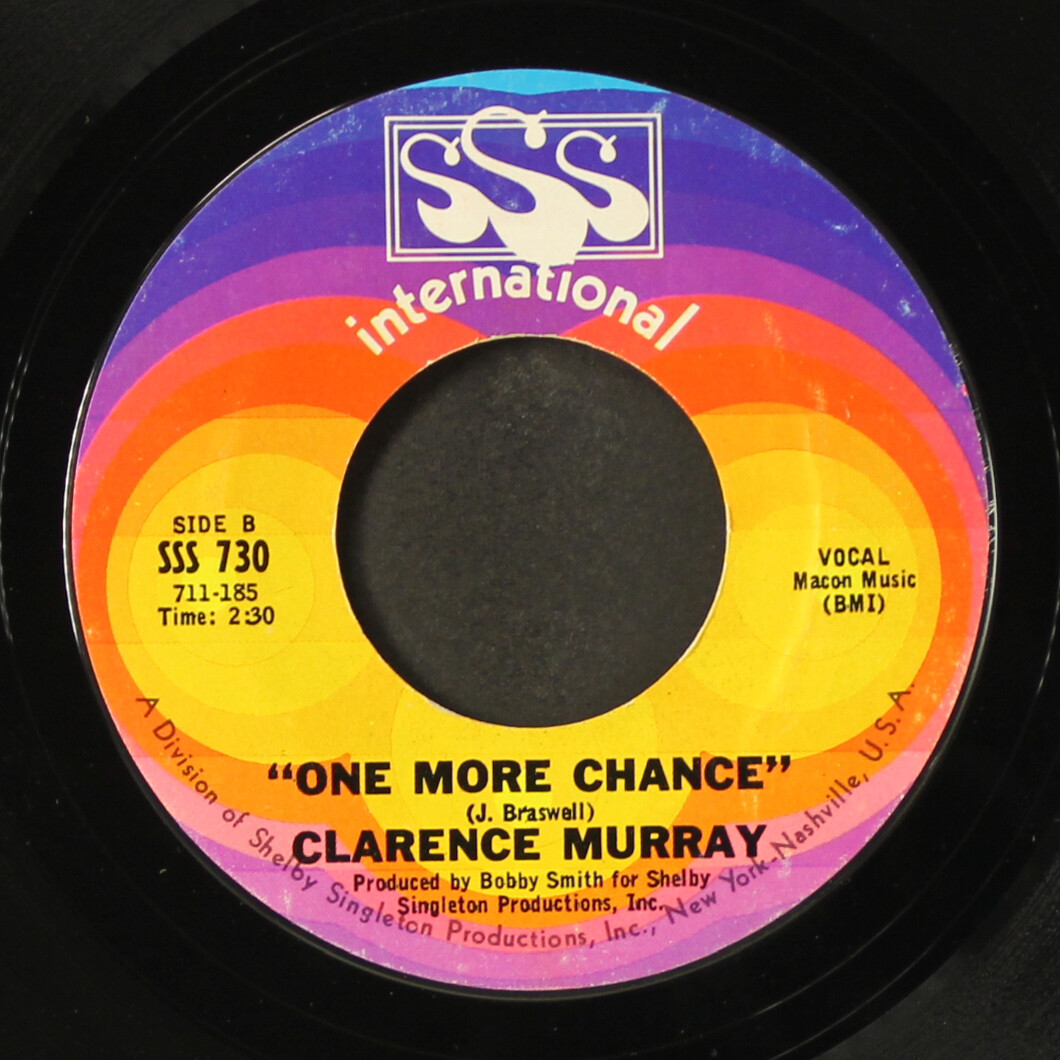 SSS
international
SIDE B
SSS 730
711-185
Time: 2:30
VOCAL
Macon Music
(BMI)
"ONE MORE CHANCE"
(J. Braswell)
CLARENCE MURRAY
Produced by Bobby Smith for Shelby
Singleton Productions, Inc.
A Division of Shelby Singleton Productions, Inc., New York-Nashville, U.S.A.